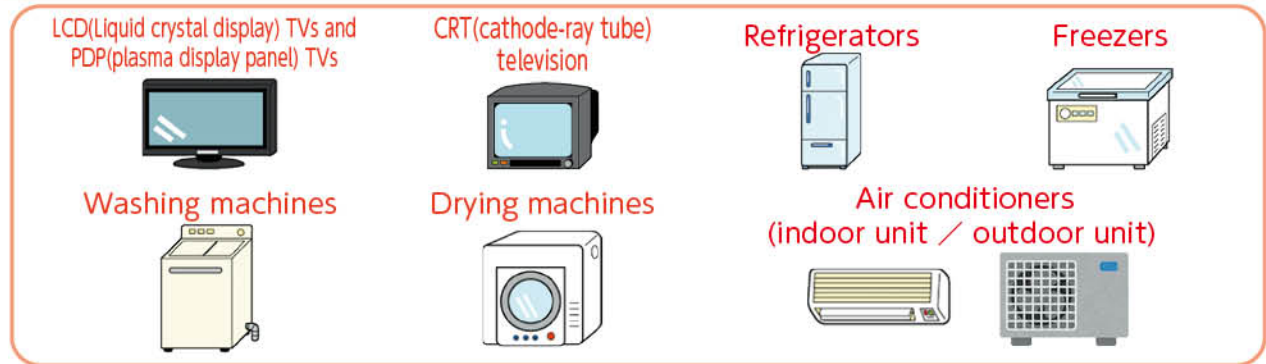 LCD(Liquid crystal display) TVs and
PDP(plasma display panel) TVs
CRT(cathode-ray tube)
television
Refrigerators
Freezers
Washing machines
Drying machines
Air conditioners
(indoor unit ／ outdoor unit)